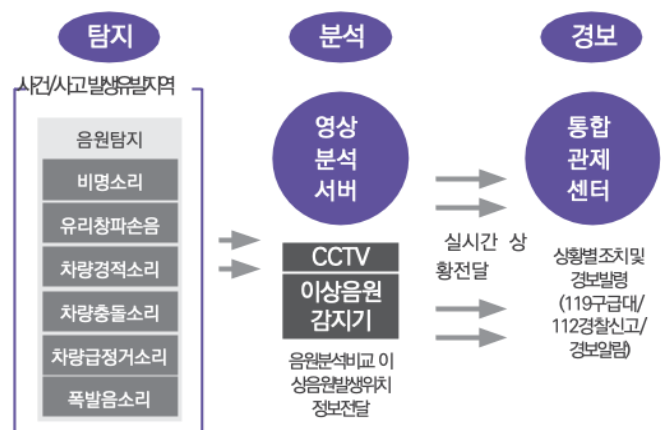 탐지
사건/사고 발생유발지역
음원탐지
비명소리
유리창파손음
차량경적소리
차량충돌소리
차량급정거소리
폭발음소리
분석
영상
분석
서버
CCTV
이상음원
감지기
음원분석비교 이
상음원발생위치
정보전달
실시간 상
황전달
경보
통합
관제
센터
상황별조치및
경보발령
(119구급대/
112경찰신고/
경보알림)